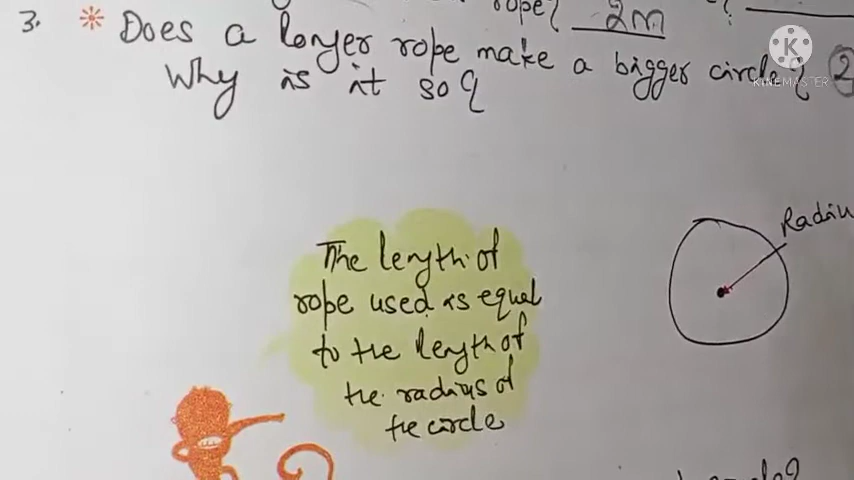 rope? 2m ?
3. * Does a longer rope make a bigger circle? 2
Why is it so?
KINEMASTER
Radiu
The length of
rope used is equal
to the length of
the radius of
the circle